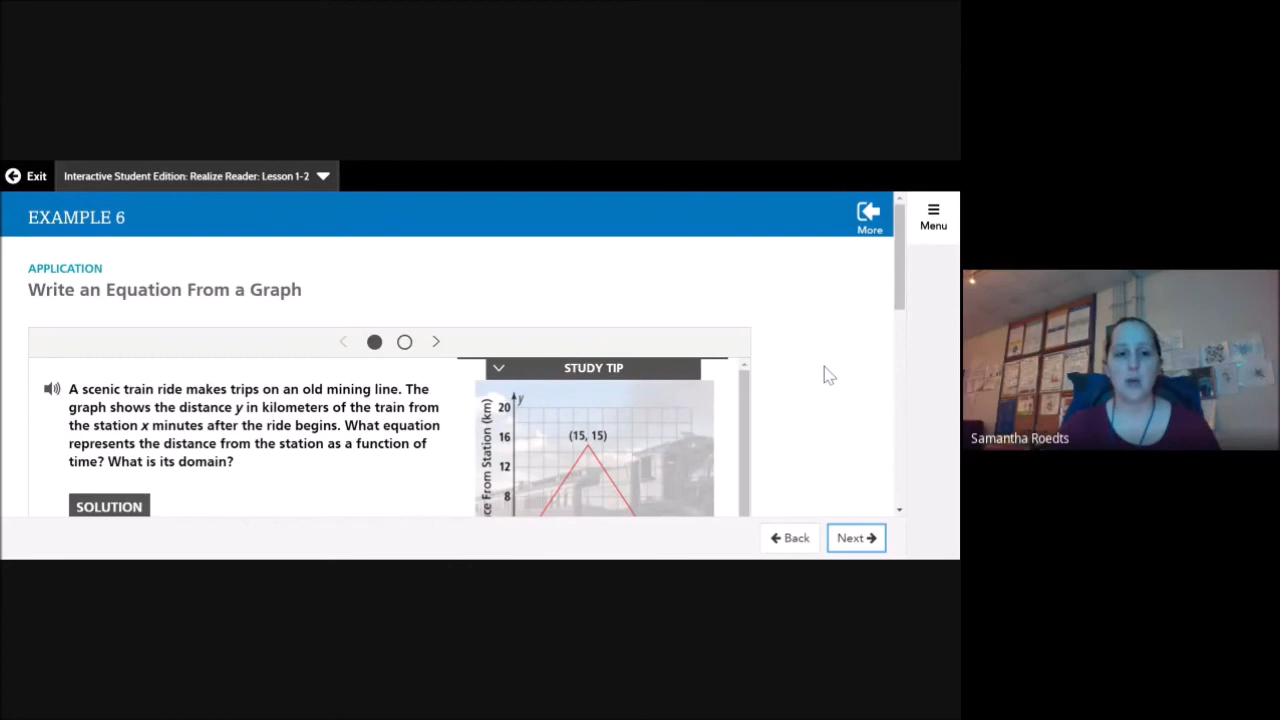 Exit
Interactive Student Edition: Realize Reader: Lesson 1-2
EXAMPLE 6
More
Menu
APPLICATION
Write an Equation From a Graph
STUDY TIP
A scenic train ride makes trips on an old mining line. The
graph shows the distance y in kilometers of the train from
the station x minutes after the ride begins. What equation
represents the distance from the station as a function of
time? What is its domain?
SOLUTION
ce From Station (km)
y
20
16
12
8
(15, 15)
Back
Next
Samantha Roedts